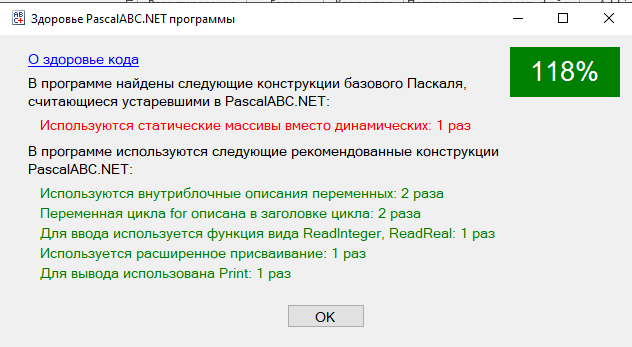 Здоровье PascalABC.NET программы
О здоровье кода
118%
В программе найдены следующие конструкции базового Паскаля,
считающиеся устаревшими в PascalABC.NET:
Используются статические массивы вместо динамических: 1 раз
В программе используются следующие рекомендованные конструкции
PascalABC.NET:
Используются внутриблочные описания переменных: 2 раза
Переменная цикла for описана в заголовке цикла: 2 раза
Для ввода используется функция вида ReadInteger, ReadReal: 1 раз
Используется расширенное присваивание: 1 раз
Для вывода использована Print: 1 раз
OK